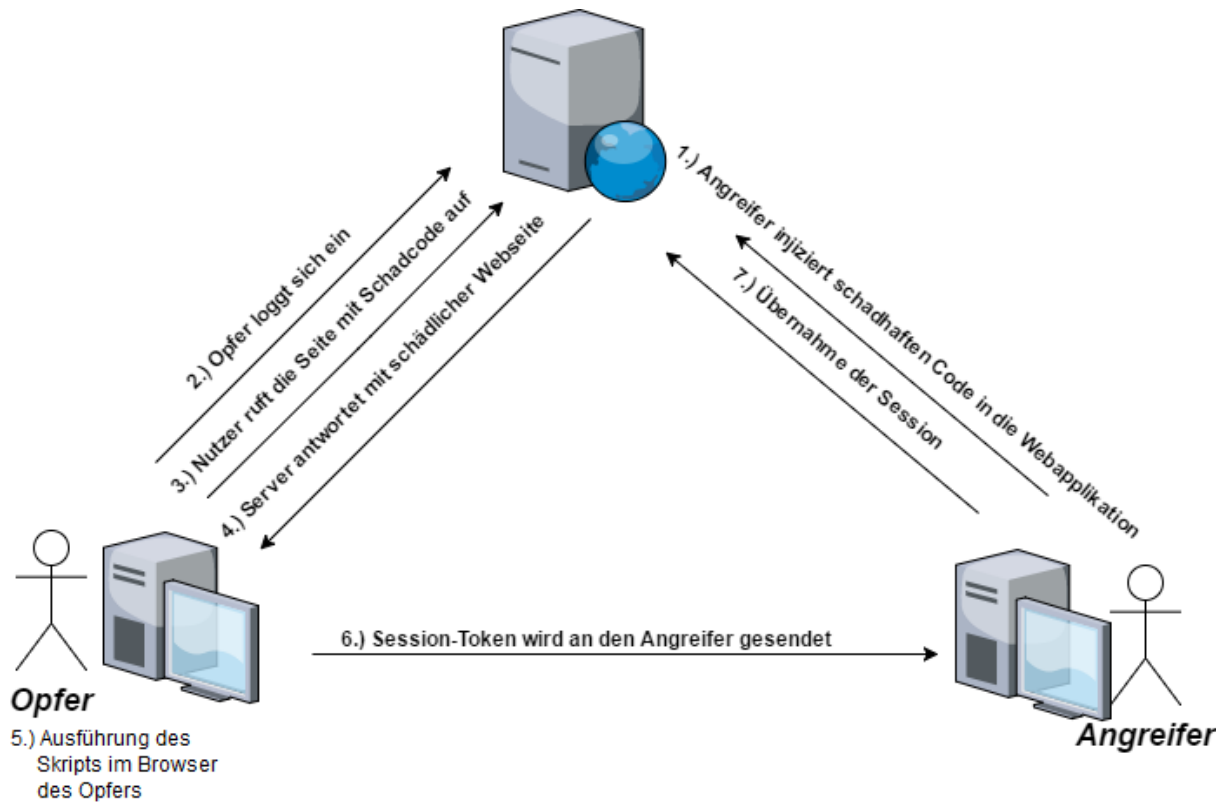 1.) Angreifer injiziert schadhaften Code in die Webapplikation
2.) Opfer loggt sich ein
3.) Nutzer ruft die Seite mit Schadcode auf
4.) Server antwortet mit schädlicher Webseite
7.) Übernahme der Session
6.) Session-Token wird an den Angreifer gesendet
Opfer
5.) Ausführung des
Skripts im Browser
des Opfers
Angreifer